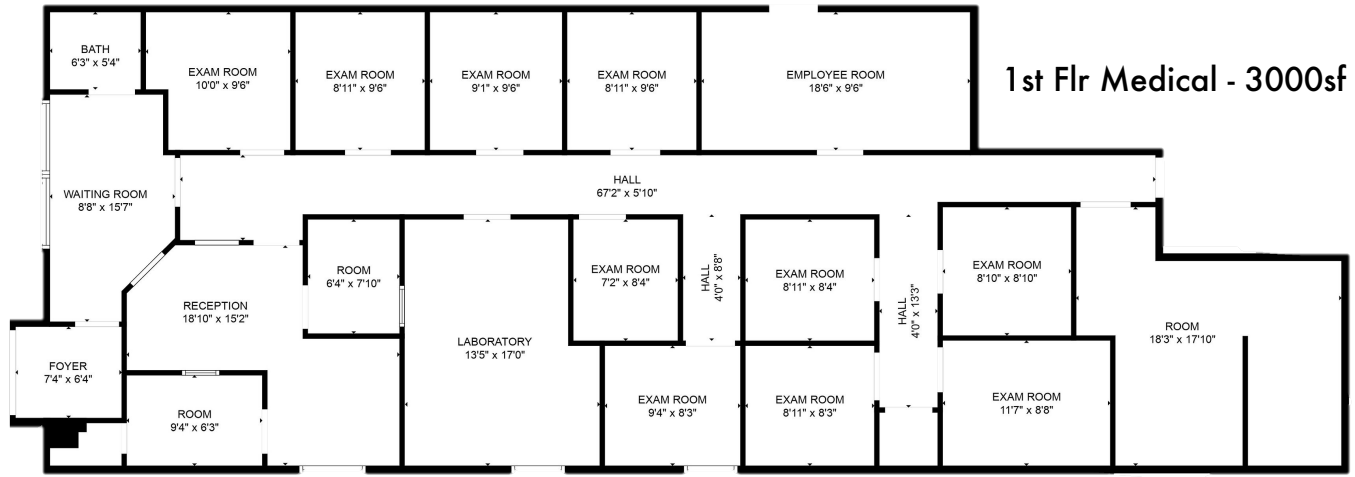 1st Flr Medical - 3000sf
BATH
6'3" x 5'4"
EXAM ROOM
10'0" x 9'6"
EXAM ROOM
8'11" x 9'6"
EXAM ROOM
9'1" x 9'6"
EXAM ROOM
8'11" x 9'6"
EMPLOYEE ROOM
18'6" x 9'6"
WAITING ROOM
8'8" x 15'7"
HALL
67'2" x 5'10"
ROOM
6'4" x 7'10"
EXAM ROOM
7'2" x 8'4"
HALL
4'0" x 8'8"
EXAM ROOM
8'11" x 8'4"
HALL
4'0" x 13'3"
EXAM ROOM
8'10" x 8'10"
RECEPTION
18'10" x 15'2"
LABORATORY
13'5" x 17'0"
ROOM
18'3" x 17'10"
FOYER
7'4" x 6'4"
ROOM
9'4" x 6'3"
EXAM ROOM
9'4" x 8'3"
EXAM ROOM
8'11" x 8'3"
EXAM ROOM
11'7" x 8'8"